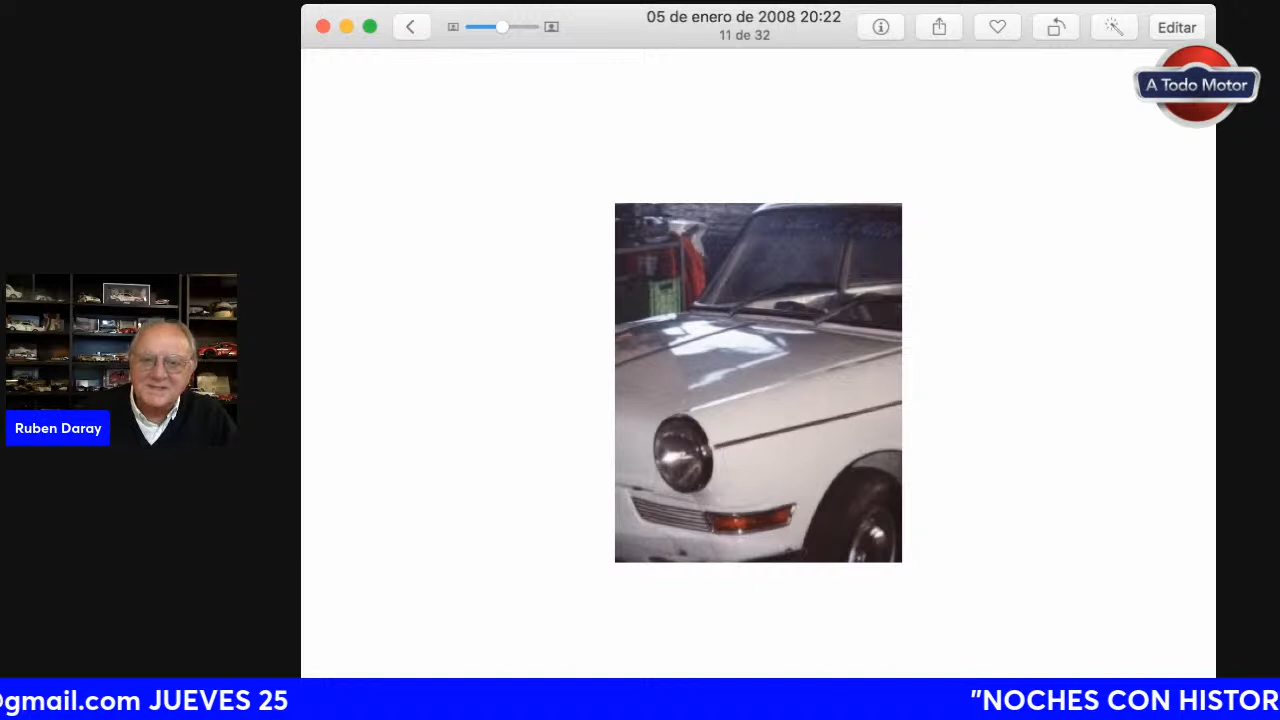 05 de enero de 2008 20:22
11 de 32
Editar
A Todo Motor
Ruben Daray
@gmail.com JUEVES 25
"NOCHES CON HISTOR